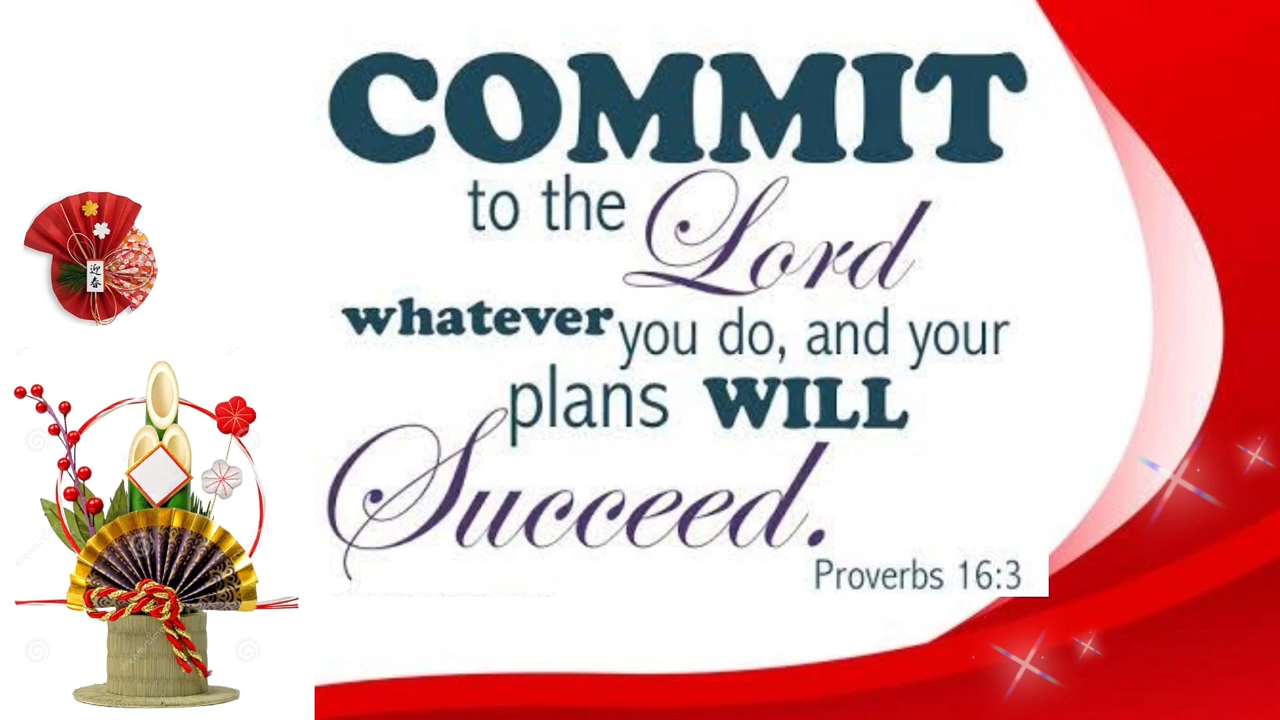 COMMIT
to the Lord
whatever you do, and your
plans WILL
Succeed.
Proverbs 16:3
迎春